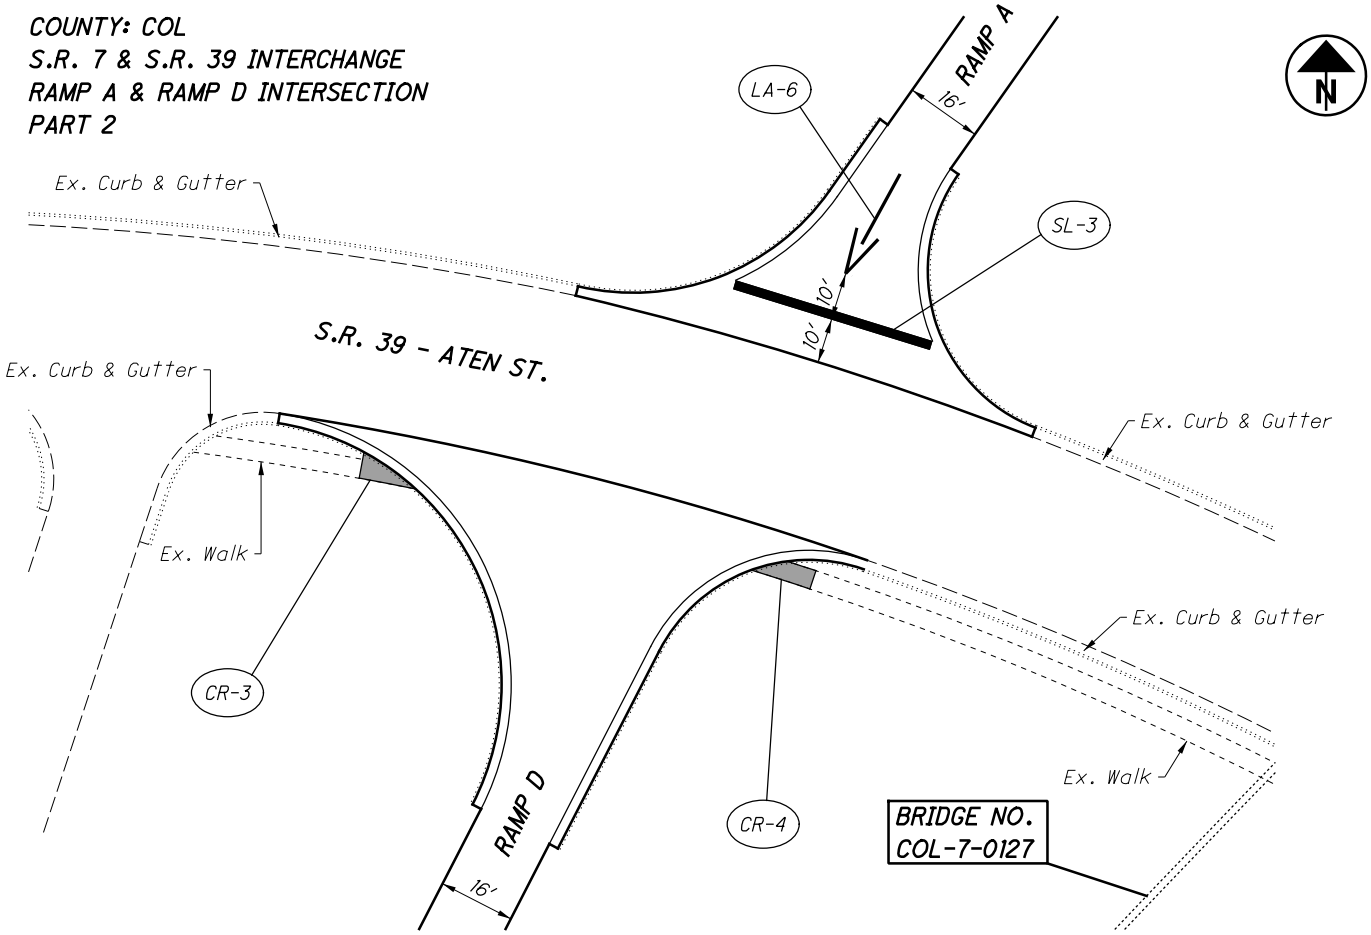 COUNTY: COL
S.R. 7 & S.R. 39 INTERCHANGE
RAMP A & RAMP D INTERSECTION
PART 2
RAMP A
16'
LA-6
N
Ex. Curb & Gutter
SL-3
10'
10'
S.R. 39 - ATEN ST.
Ex. Curb & Gutter
Ex. Curb & Gutter
Ex. Walk
Ex. Curb & Gutter
CR-3
Ex. Walk
RAMP D
CR-4
BRIDGE NO.
COL-7-0127
16'